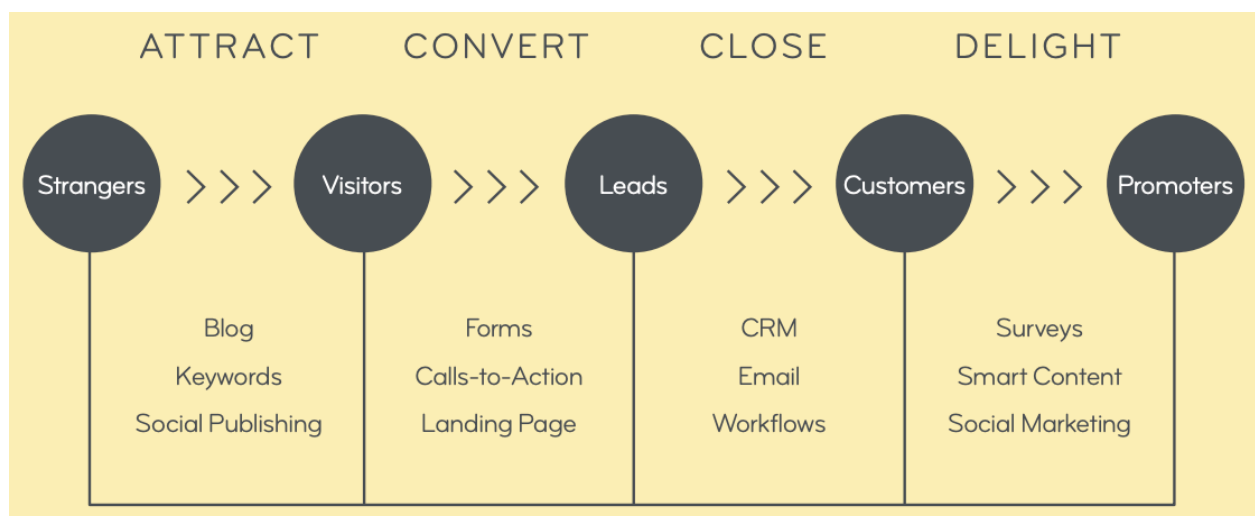 ATTRACT CONVERT CLOSE DELIGHT
Strangers Visitors Leads Customers Promoters
Blog Forms CRM Surveys
Keywords Calls-to-Action Email Smart Content
Social Publishing Landing Page Workflows Social Marketing